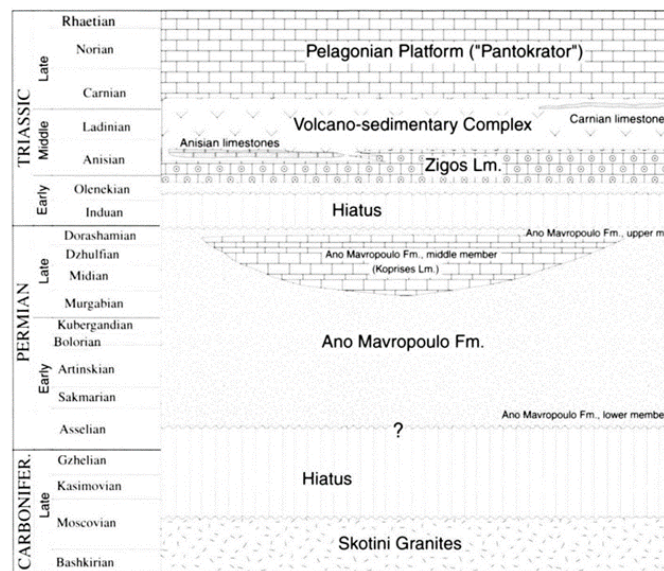 TRIASSIC
Late
Rhaetian
Norian
Carnian
Middle
Ladinian
Anisian
Early
Olenekian
Induan
PERMIAN
Late
Dorashamian
Dzhulfian
Midian
Murgabian
Kubergandian
Bolorian
Early
Artinskian
Sakmarian
Asselian
CARBONIFER.
Late
Gzhelian
Kasimovian
Moscovian
Bashkirian
Pelagonian Platform ("Pantokrator")
Carnian limestone
Volcano-sedimentary Complex
Anisian limestones
Zigos Lm.
Hiatus
Ano Mavropoulo Fm., upper m
Ano Mavropoulo Fm., middle member
(Koprises Lm.)
Ano Mavropoulo Fm.
Ano Mavropoulo Fm., lower membe
?
Hiatus
Skotini Granites